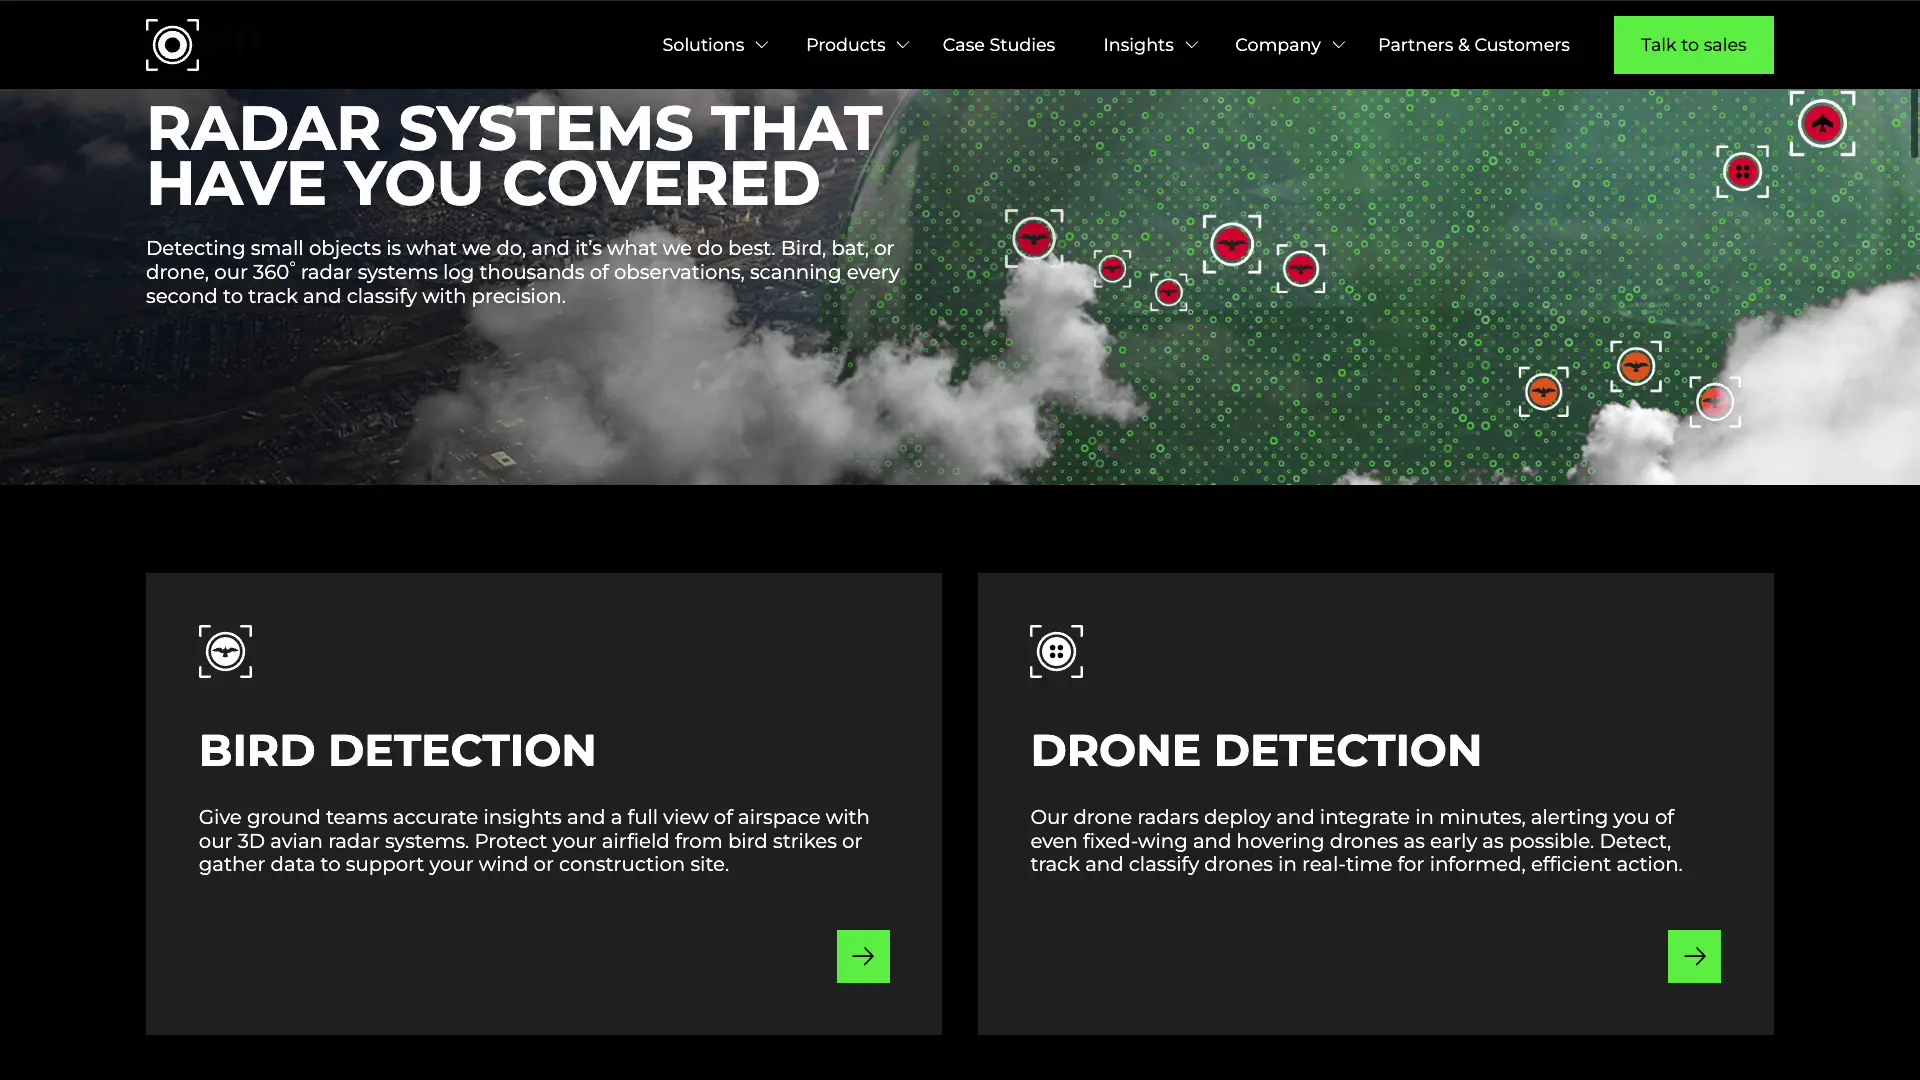 Solutions
Products
Case Studies
Insights
Company
Partners & Customers
Talk to sales
RADAR SYSTEMS THAT
HAVE YOU COVERED
Detecting small objects is what we do, and it’s what we do best. Bird, bat, or
drone, our 360° radar systems log thousands of observations, scanning every
second to track and classify with precision.
BIRD DETECTION
Give ground teams accurate insights and a full view of airspace with
our 3D avian radar systems. Protect your airfield from bird strikes or
gather data to support your wind or construction site.
DRONE DETECTION
Our drone radars deploy and integrate in minutes, alerting you of
even fixed-wing and hovering drones as early as possible. Detect,
track and classify drones in real-time for informed, efficient action.